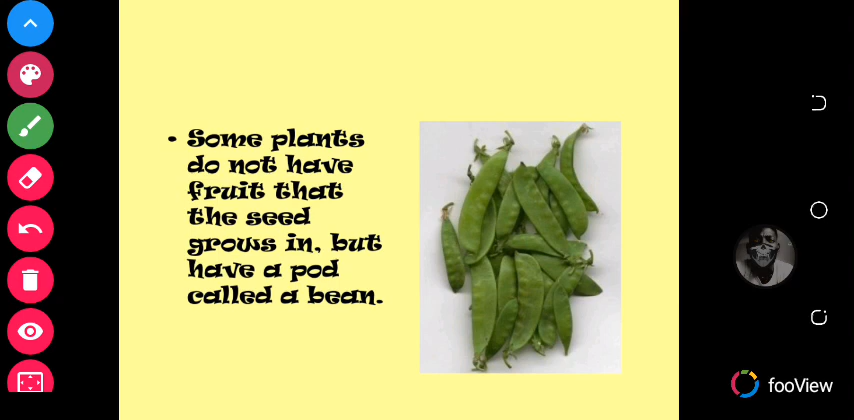 • Some plants
do not have
fruit that
the seed
grows in, but
have a pod
called a bean.
fooView